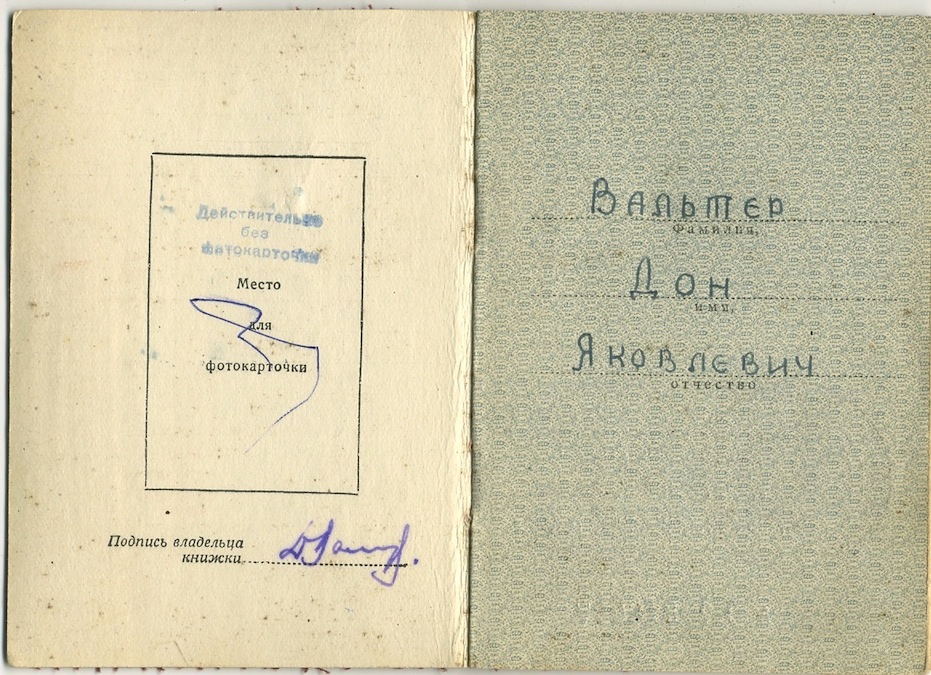 Действительно
без
фотокарточки
Место
для
фотокарточки
Подпись владельца
книжки
Вальтер
Фамилия,
Дон
имя,
Яковлевич
отчество